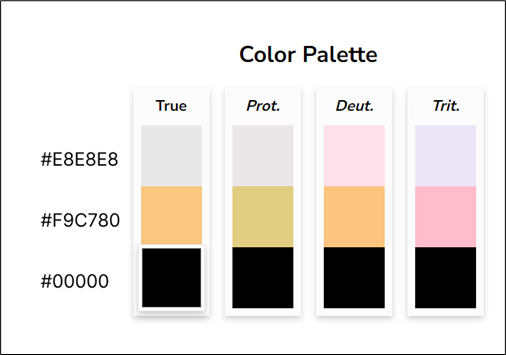 Color Palette
True Prot. Deut. Trit.
#E8E8E8
#F9C780
#00000